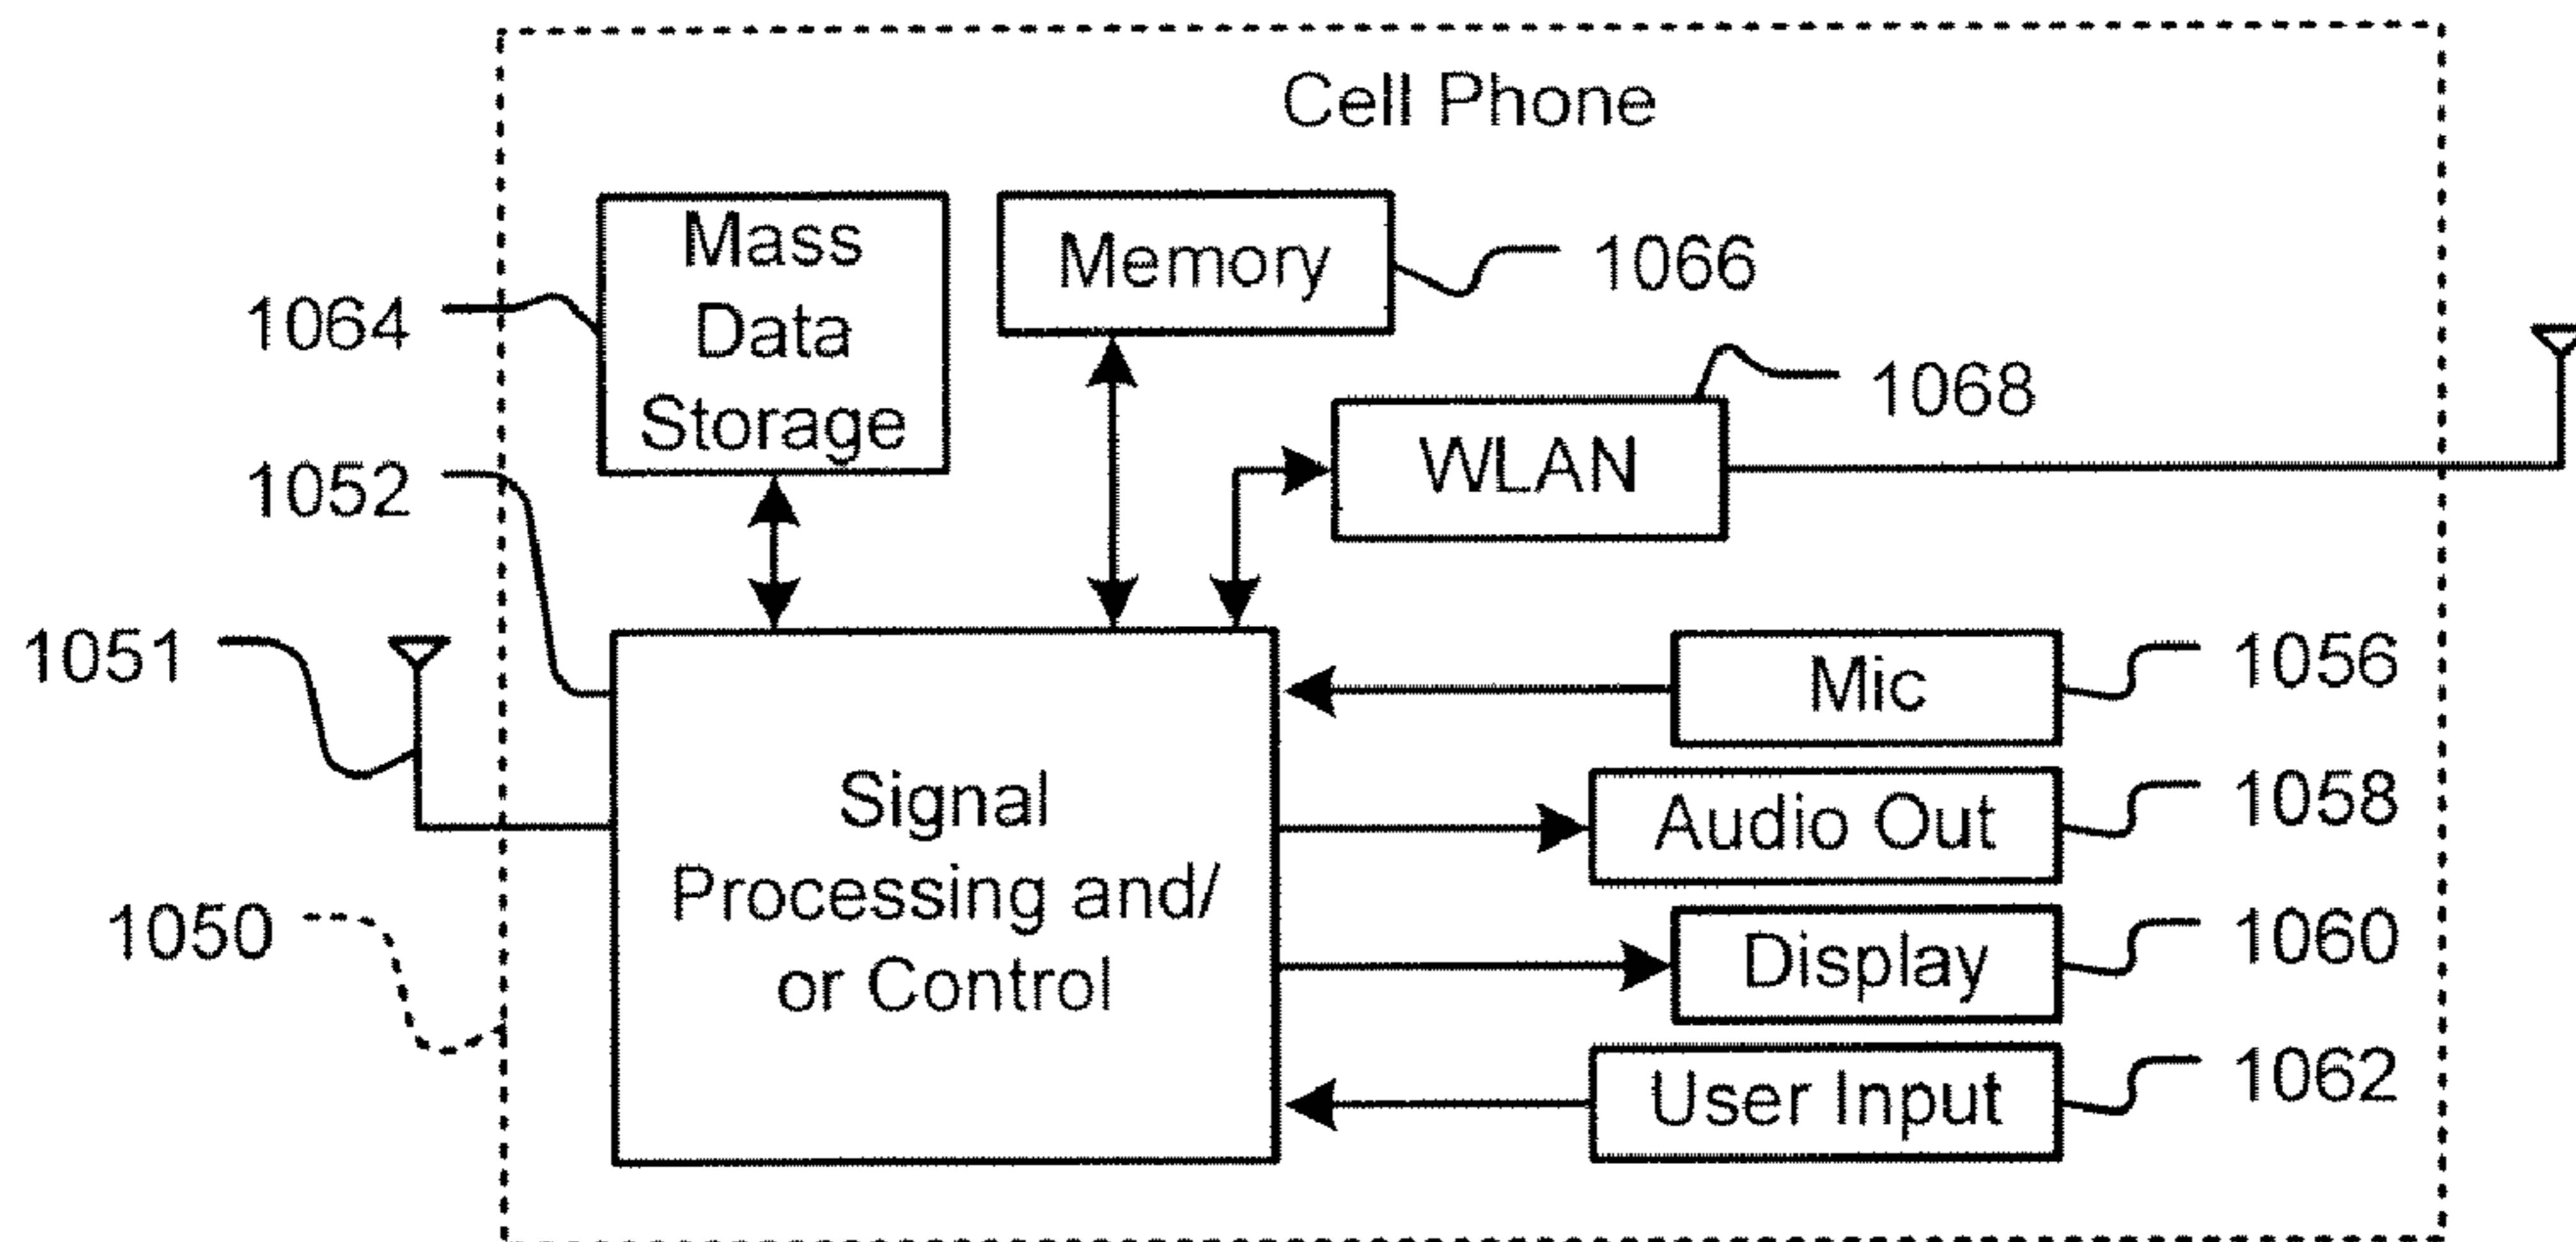 Cell Phone
Mass
Data
Storage
Memory
1066
1064
1068
WLAN
1052
1051
Mic
1056
Signal
Processing and/
or Control
Audio Out
1058
1050
Display
1060
User Input
1062